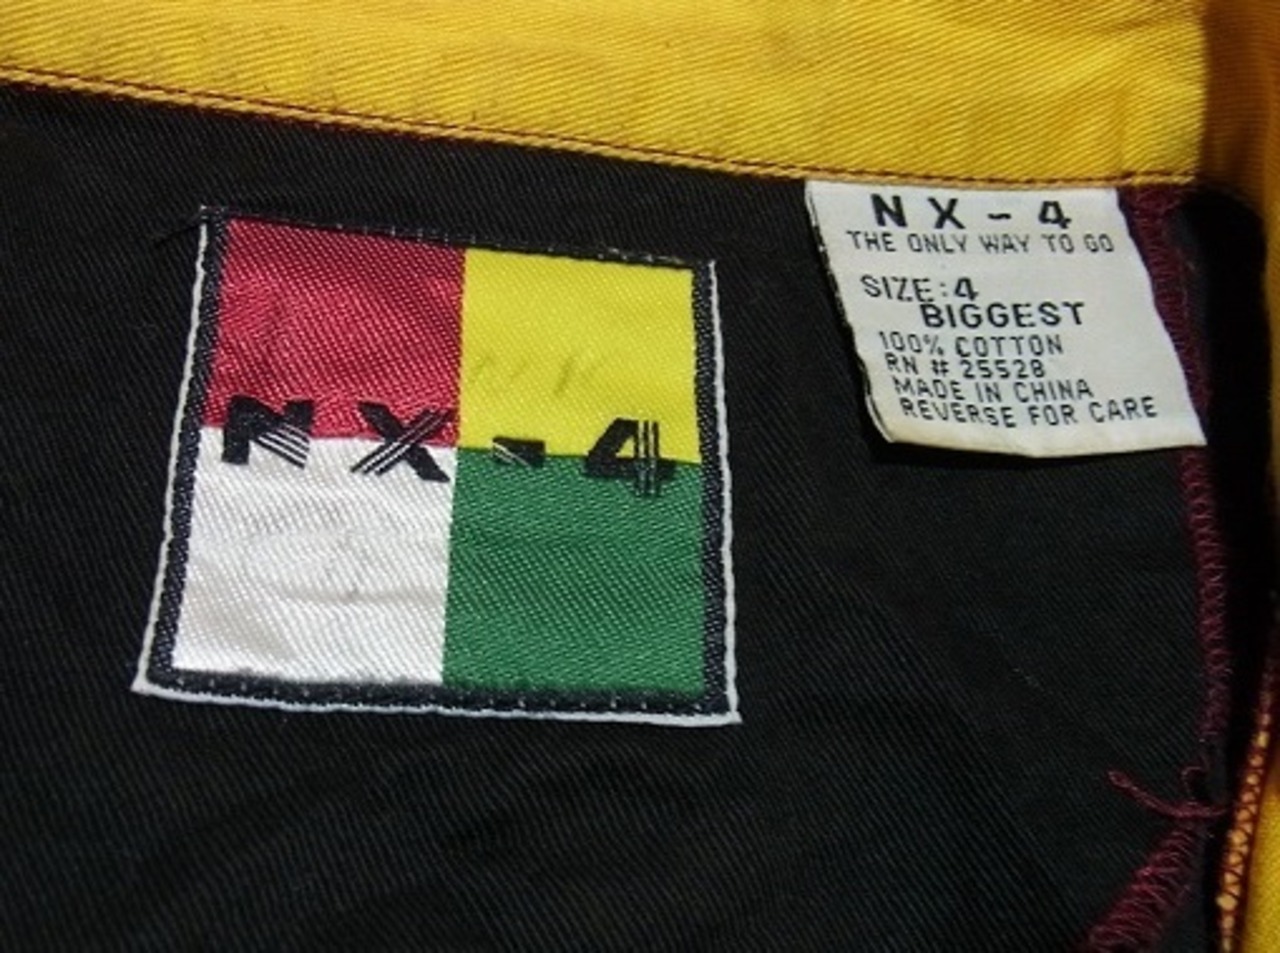 NX-4
NX-4
THE ONLY WAY TO GO
SIZE:4
BIGGEST
100% COTTON
RN # 25528
MADE IN CHINA
REVERSE FOR CARE